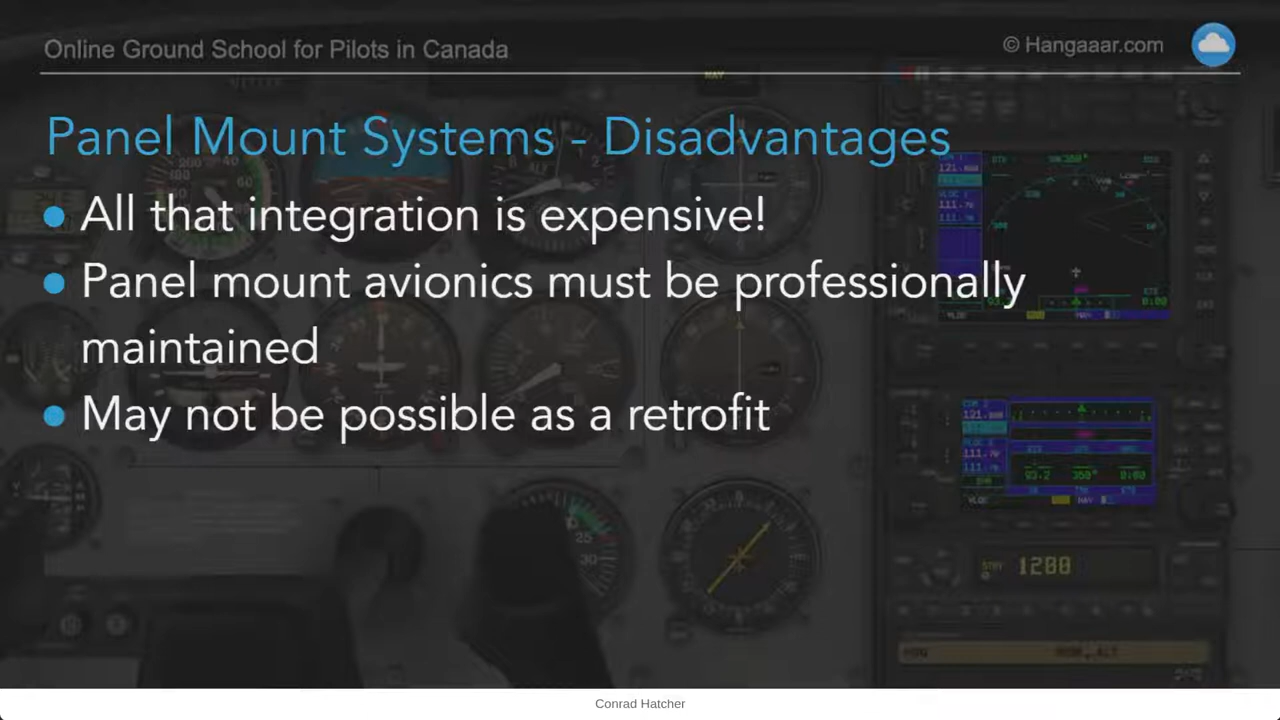 Online Ground School for Pilots in Canada
© Hangaaar.com
Panel Mount Systems - Disadvantages
All that integration is expensive!
Panel mount avionics must be professionally
maintained
May not be possible as a retrofit
1200
Conrad Hatcher